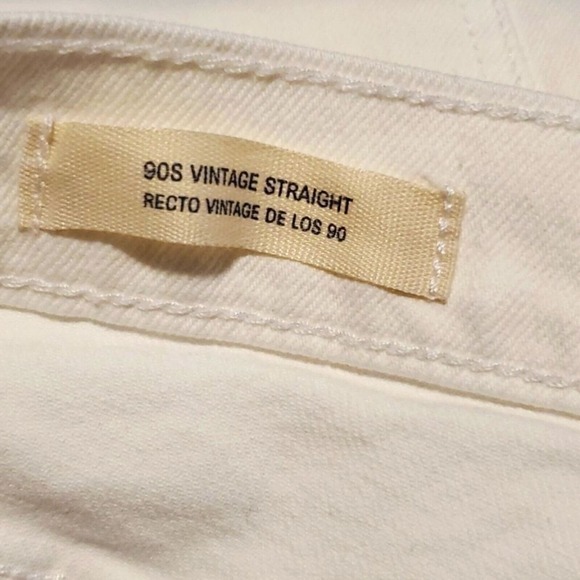 90S VINTAGE STRAIGHT
RECTO VINTAGE DE LOS 90